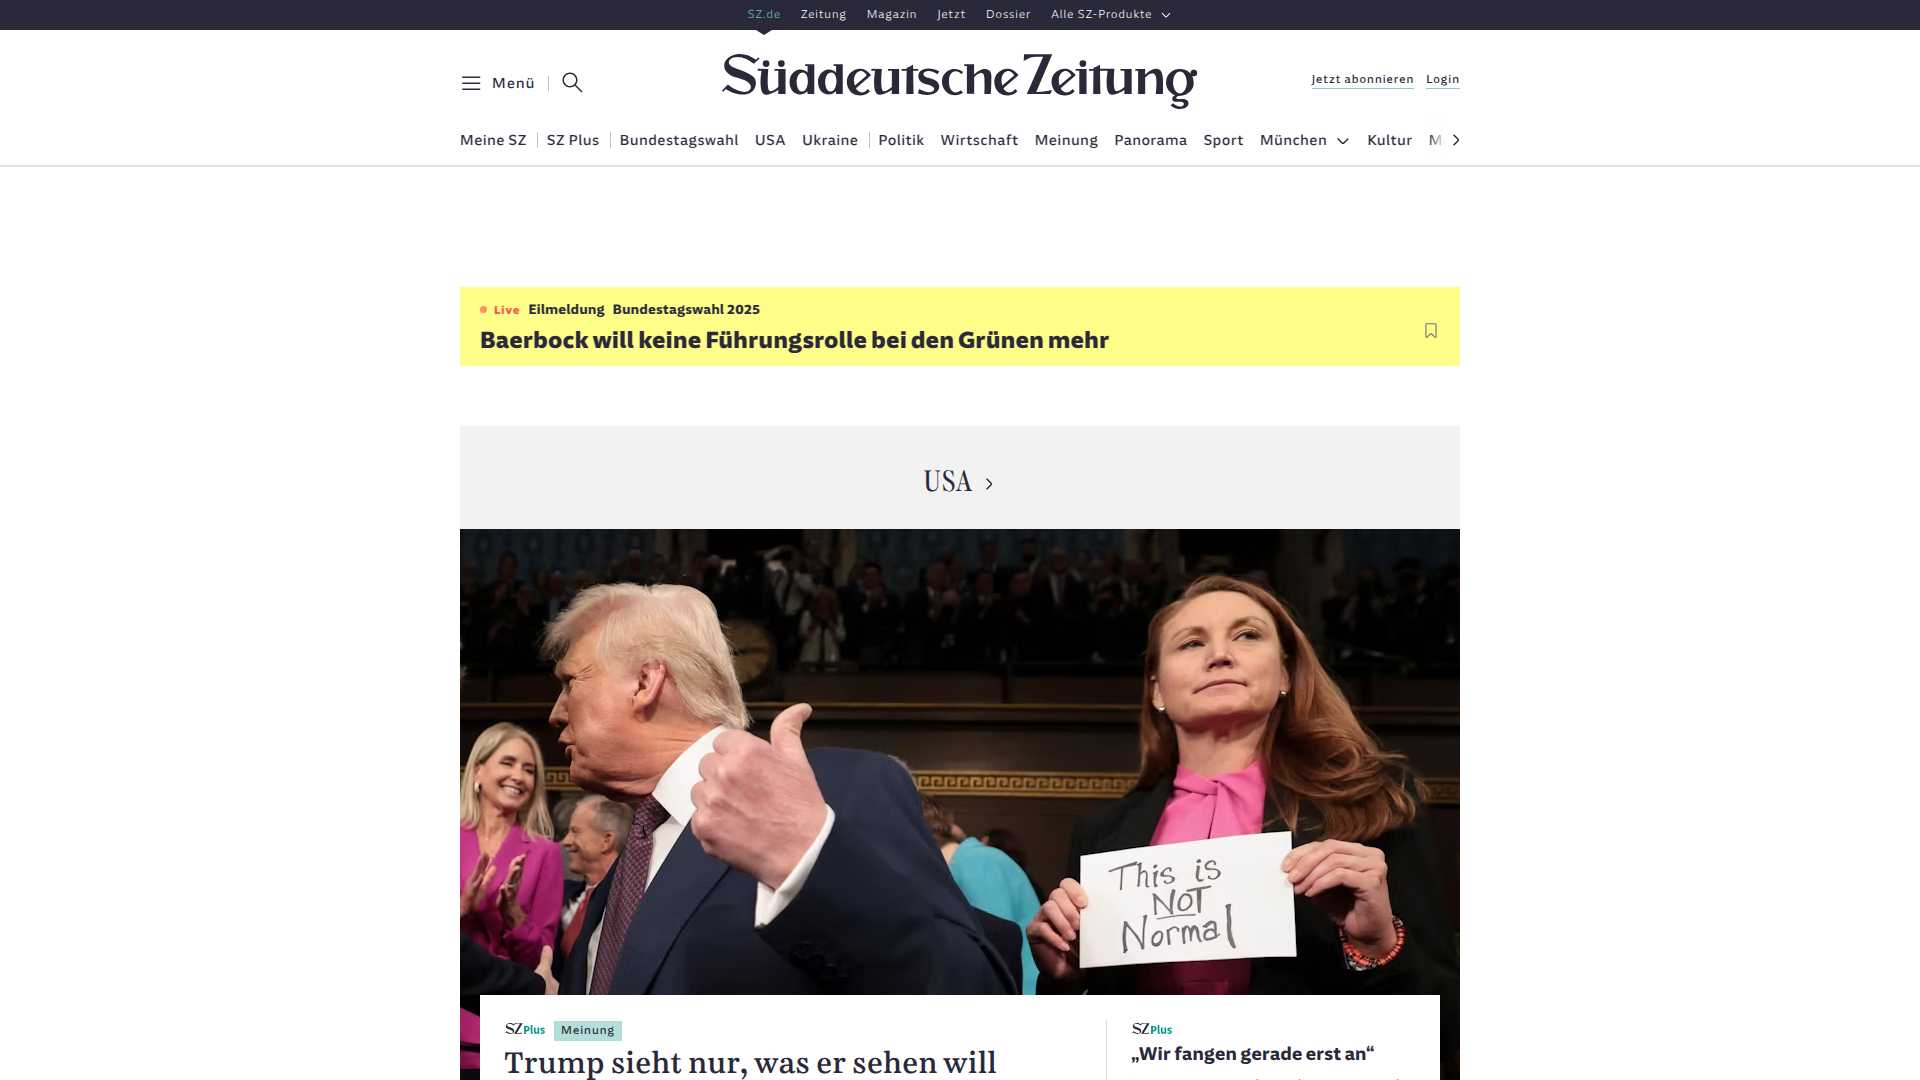 SZ.de Zeitung Magazin Jetzt Dossier Alle SZ-Produkte
Menü
Süddeutsche Zeitung
Jetzt abonnieren Login
Meine SZ SZ Plus Bundestagswahl USA Ukraine Politik Wirtschaft Meinung Panorama Sport München Kultur M
Live Eilmeldung Bundestagswahl 2025
Baerbock will keine Führungsrolle bei den Grünen mehr
USA
This is
NOT
Normal
SZ Plus Meinung
Trump sieht nur, was er sehen will
SZ Plus
„Wir fangen gerade erst an“